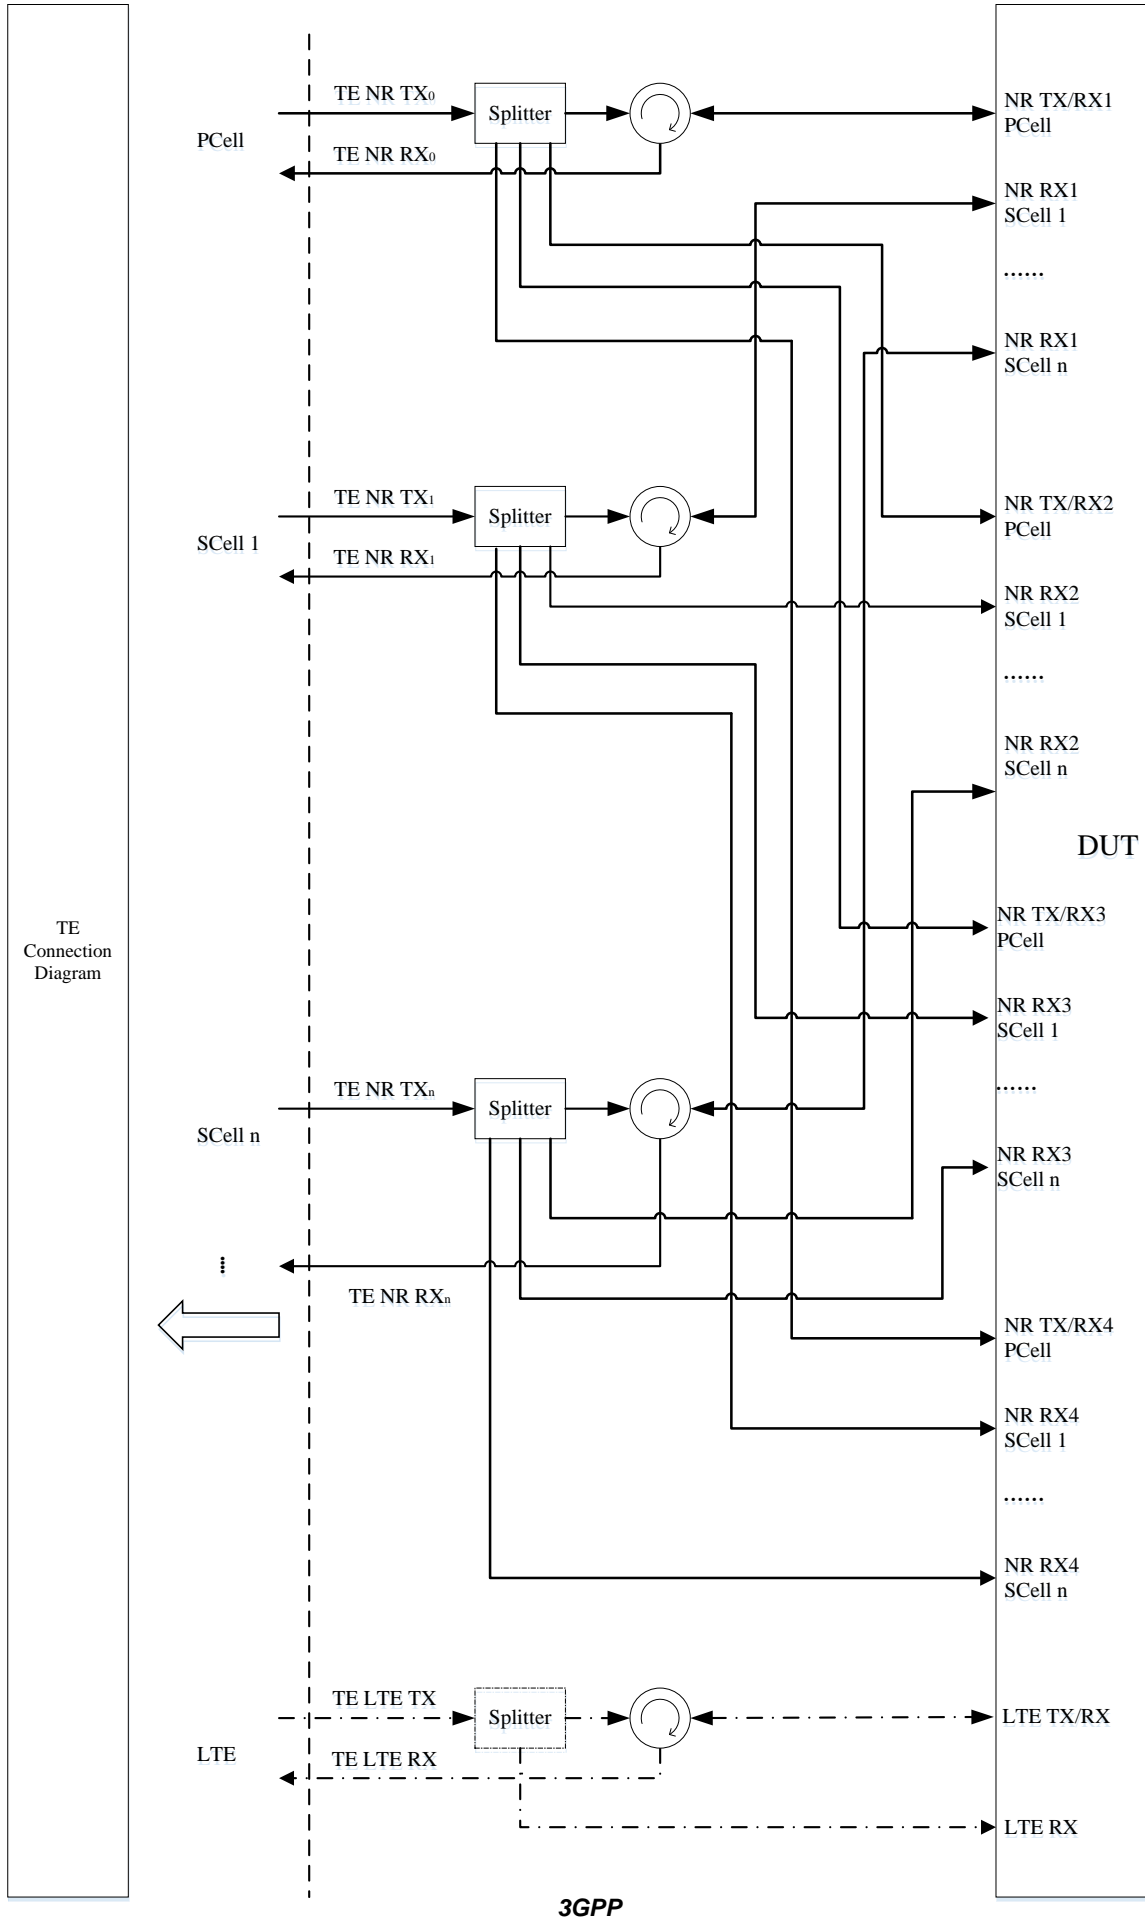 TE NR TX0
Splitter
NR TX/RX1
PCell
PCell
TE NR RX0
NR RX1
SCell 1
......
NR RX1
SCell n
TE NR TX1
Splitter
NR TX/RX2
PCell
SCell 1
TE NR RX1
NR RX2
SCell 1
......
NR RX2
SCell n
DUT
TE
Connection
Diagram
NR TX/RX3
PCell
NR RX3
SCell 1
......
TE NR TXn
Splitter
SCell n
NR RX3
SCell n
....
TE NR RXn
NR TX/RX4
PCell
NR RX4
SCell 1
......
NR RX4
SCell n
TE LTE TX
Splitter
LTE TX/RX
LTE
TE LTE RX
LTE RX
3GPP